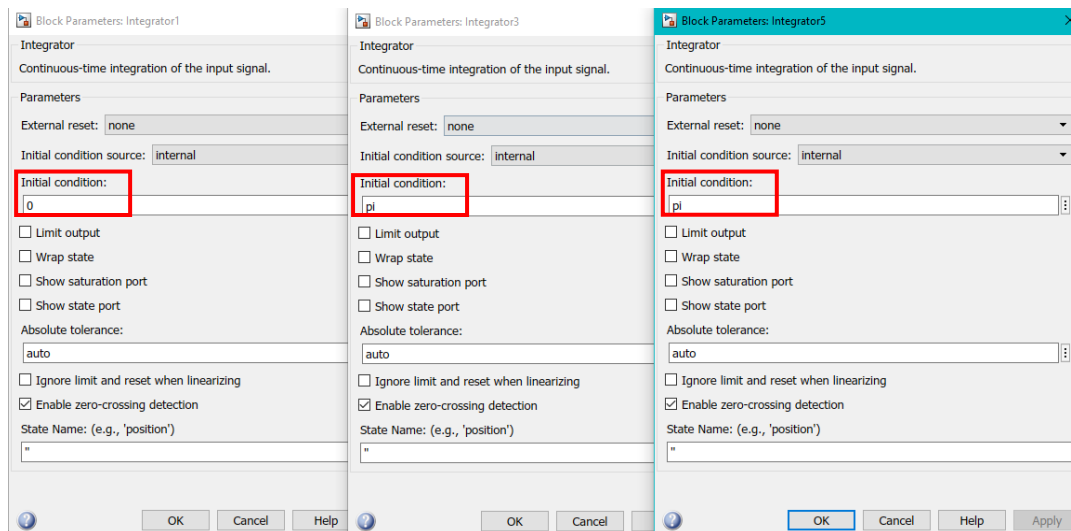 Block Parameters: Integrator1
Integrator
Continuous-time integration of the input signal.
Parameters
External reset: none
Initial condition source: internal
Initial condition:
0
Limit output
Wrap state
Show saturation port
Show state port
Absolute tolerance:
auto
Ignore limit and reset when linearizing
Enable zero-crossing detection
State Name: (e.g., 'position')
''
OK Cancel Help
Block Parameters: Integrator3
Integrator
Continuous-time integration of the input signal.
Parameters
External reset: none
Initial condition source: internal
Initial condition:
pi
Limit output
Wrap state
Show saturation port
Show state port
Absolute tolerance:
auto
Ignore limit and reset when linearizing
Enable zero-crossing detection
State Name: (e.g., 'position')
''
OK Cancel
Block Parameters: Integrator5
Integrator
Continuous-time integration of the input signal.
Parameters
External reset: none
Initial condition source: internal
Initial condition:
pi
Limit output
Wrap state
Show saturation port
Show state port
Absolute tolerance:
auto
Ignore limit and reset when linearizing
Enable zero-crossing detection
State Name: (e.g., 'position')
''
OK Cancel Help Apply